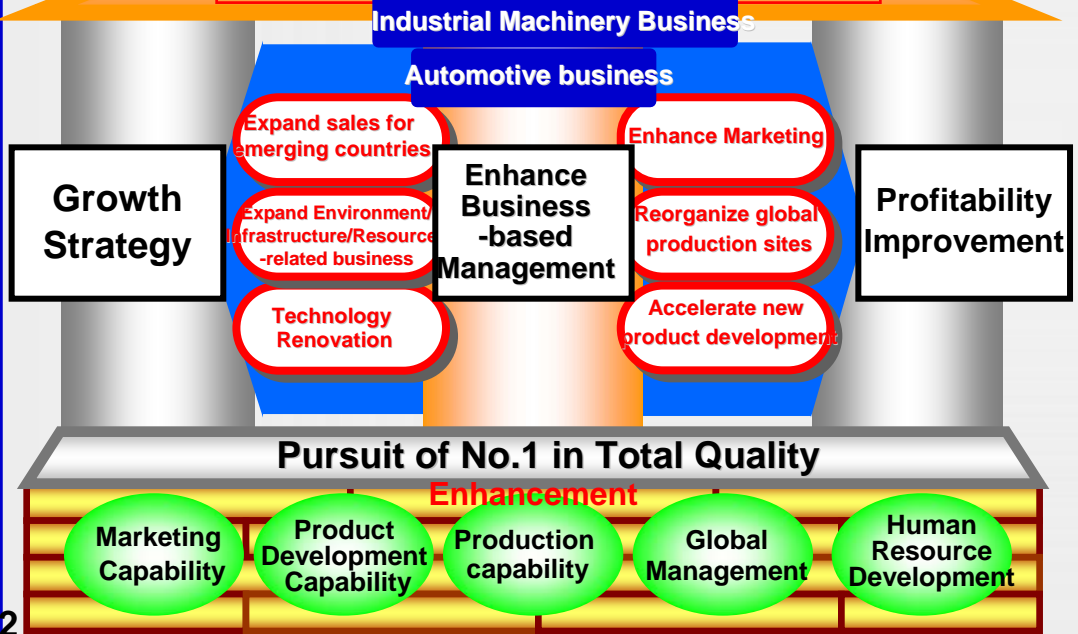 Industrial Machinery Business
Automotive business
Expand sales for
emerging countries
Expand Environment/
Infrastructure/Resource
-related business
Technology
Renovation
Growth
Strategy
Enhance
Business
-based
Management
Enhance Marketing
Reorganize global
production sites
Accelerate new
product development
Profitability
Improvement
Pursuit of No.1 in Total Quality
Enhancement
Marketing
Capability
Product
Development
Capability
Production
capability
Global
Management
Human
Resource
Development
2